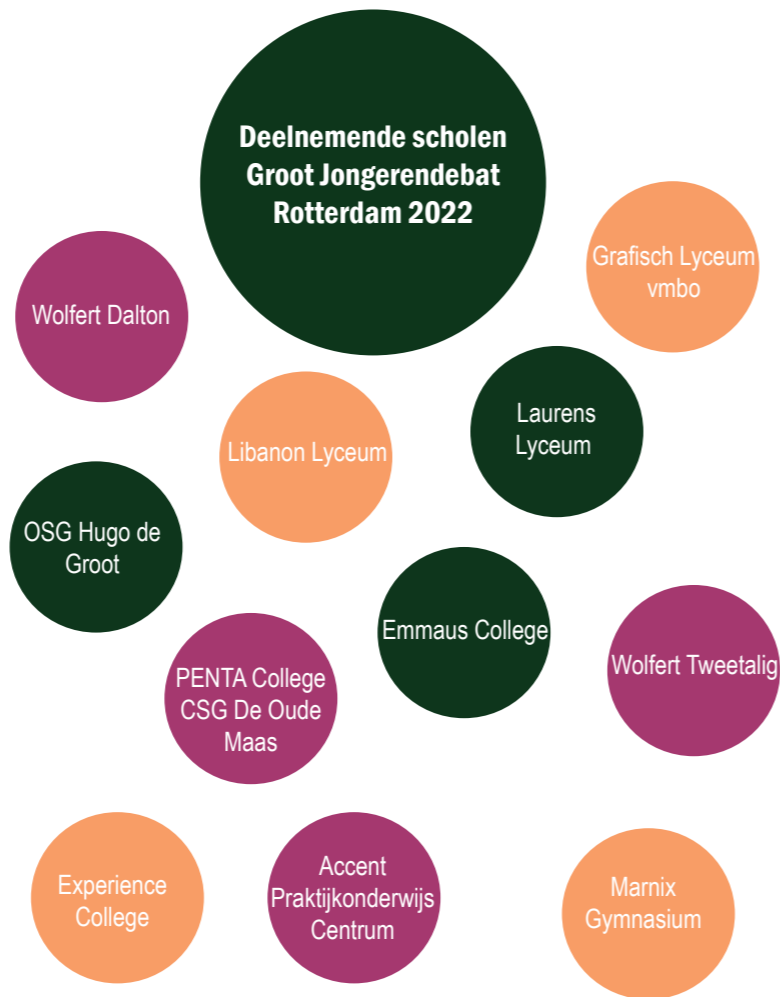 Deelnemende scholen
Groot Jongerendebat
Rotterdam 2022
Grafisch Lyceum
vmbo
Wolfert Dalton
Laurens
Lyceum
Libanon Lyceum
OSG Hugo de
Groot
Emmaus College
Wolfert Tweetalig
PENTA College
CSG De Oude
Maas
Experience
College
Accent
Praktijkonderwijs
Centrum
Marnix
Gymnasium